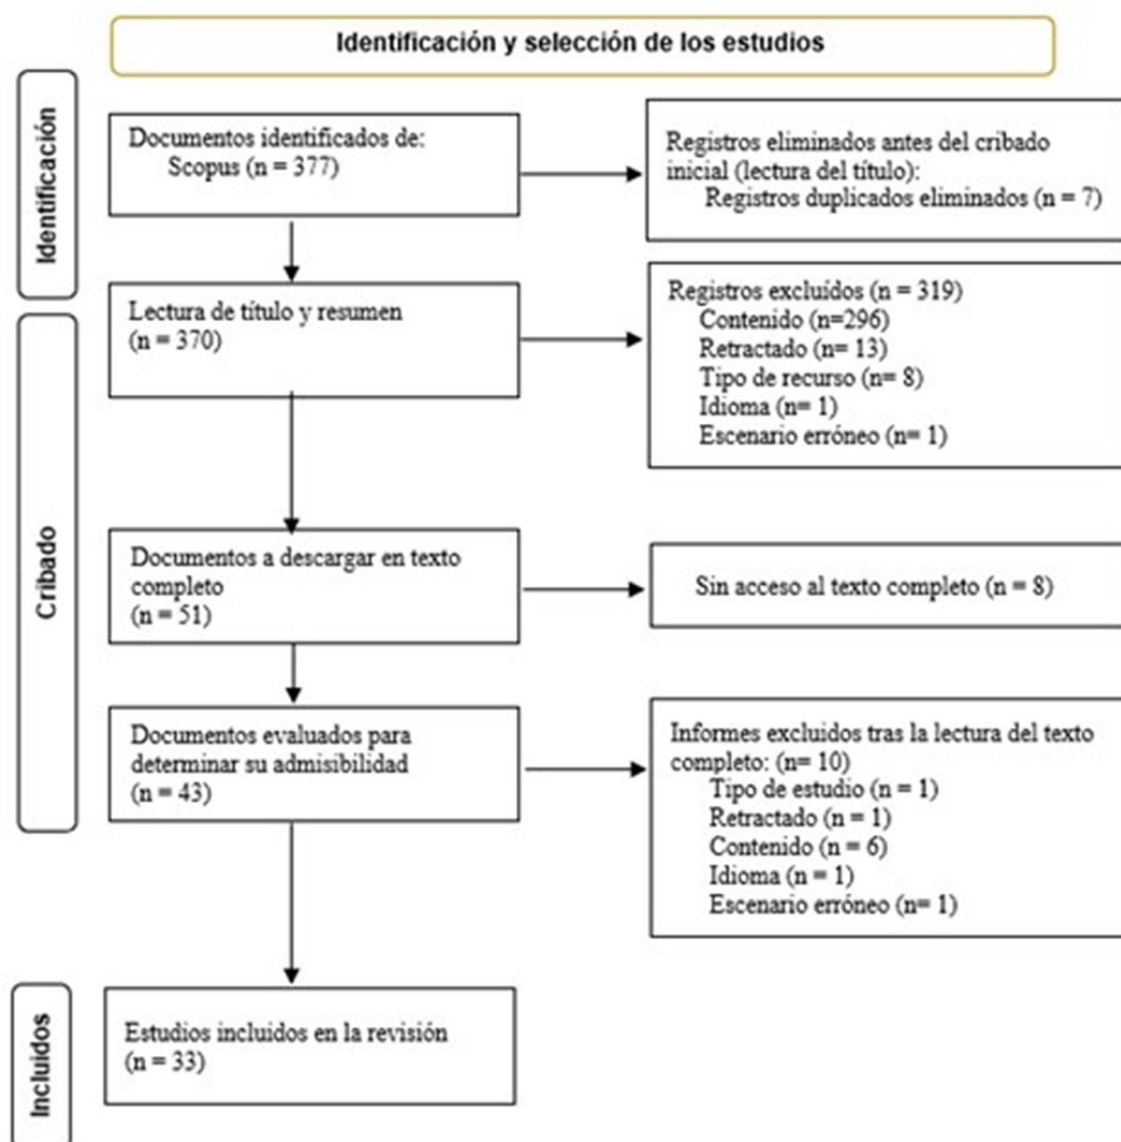 Identificación y selección de los estudios
Identificación
Documentos identificados de:
Scopus (n = 377)
Registros eliminados antes del cribado
inicial (lectura del título):
Registros duplicados eliminados (n = 7)
Cribado
Lectura de título y resumen
(n = 370)
Registros excluídos (n = 319)
Contenido (n=296)
Retractado (n= 13)
Tipo de recurso (n= 8)
Idioma (n= 1)
Escenario erróneo (n= 1)
Documentos a descargar en texto
completo
(n = 51)
Sin acceso al texto completo (n = 8)
Documentos evaluados para
determinar su admisibilidad
(n = 43)
Informes excluidos tras la lectura del texto
completo: (n= 10)
Tipo de estudio (n = 1)
Retractado (n = 1)
Contenido (n = 6)
Idioma (n = 1)
Escenario erróneo (n= 1)
Incluidos
Estudios incluidos en la revisión
(n = 33)